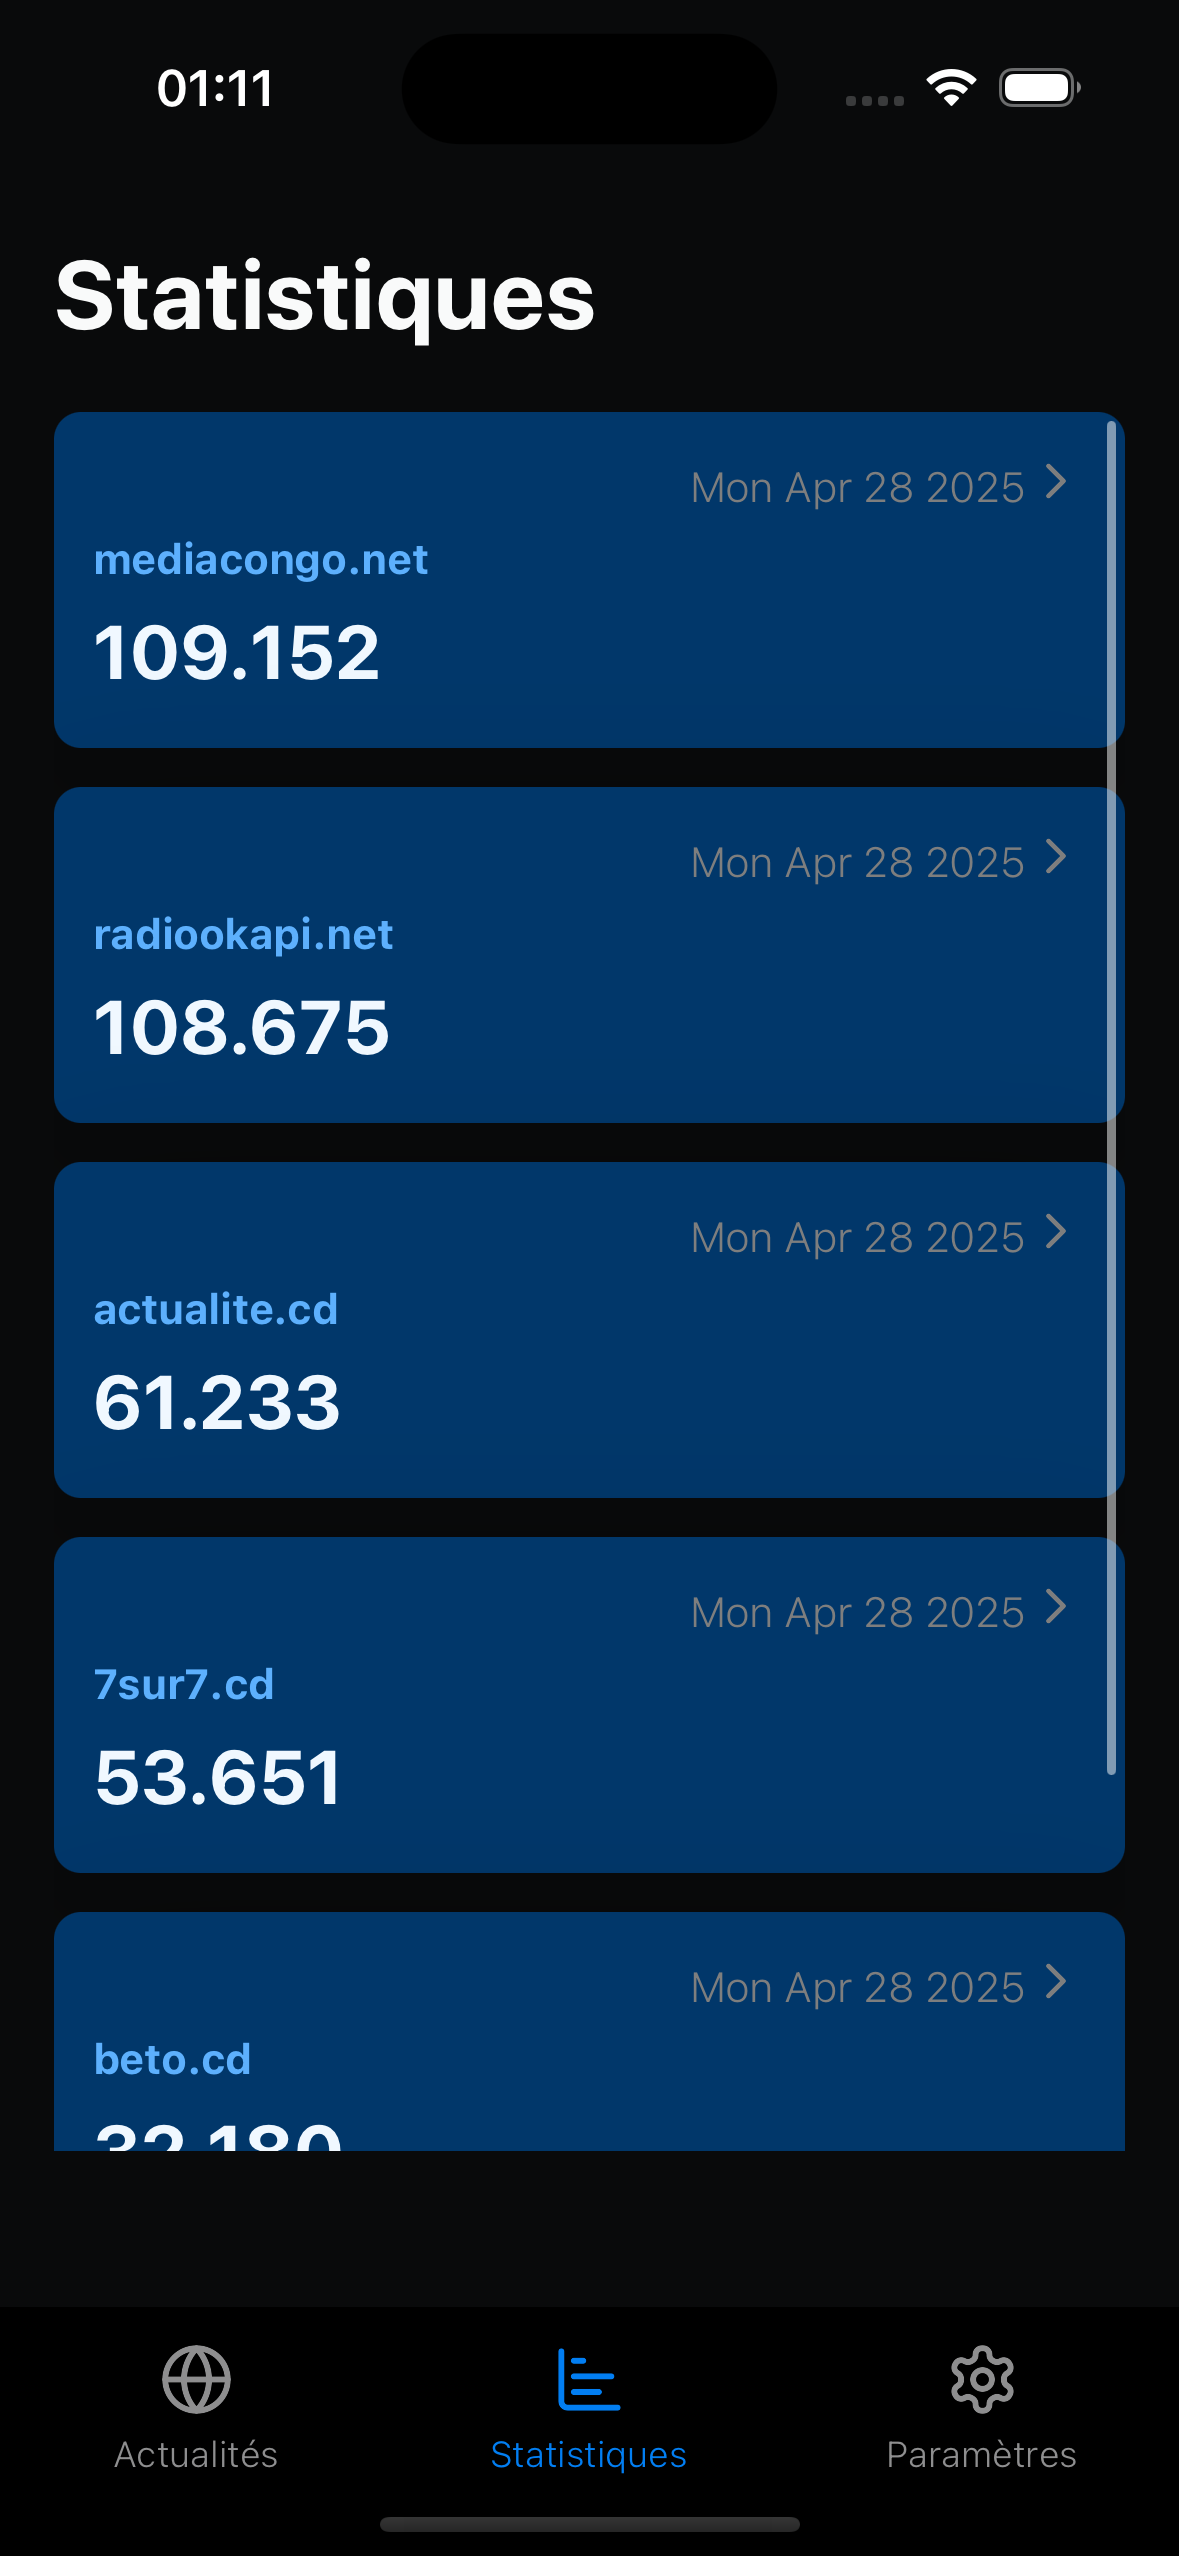 01:11
Statistiques
Mon Apr 28 2025
mediacongo.net
109.152
Mon Apr 28 2025
radiookapi.net
108.675
Mon Apr 28 2025
actualite.cd
61.233
Mon Apr 28 2025
7sur7.cd
53.651
Mon Apr 28 2025
beto.cd
32.180
Actualités
Statistiques
Paramètres